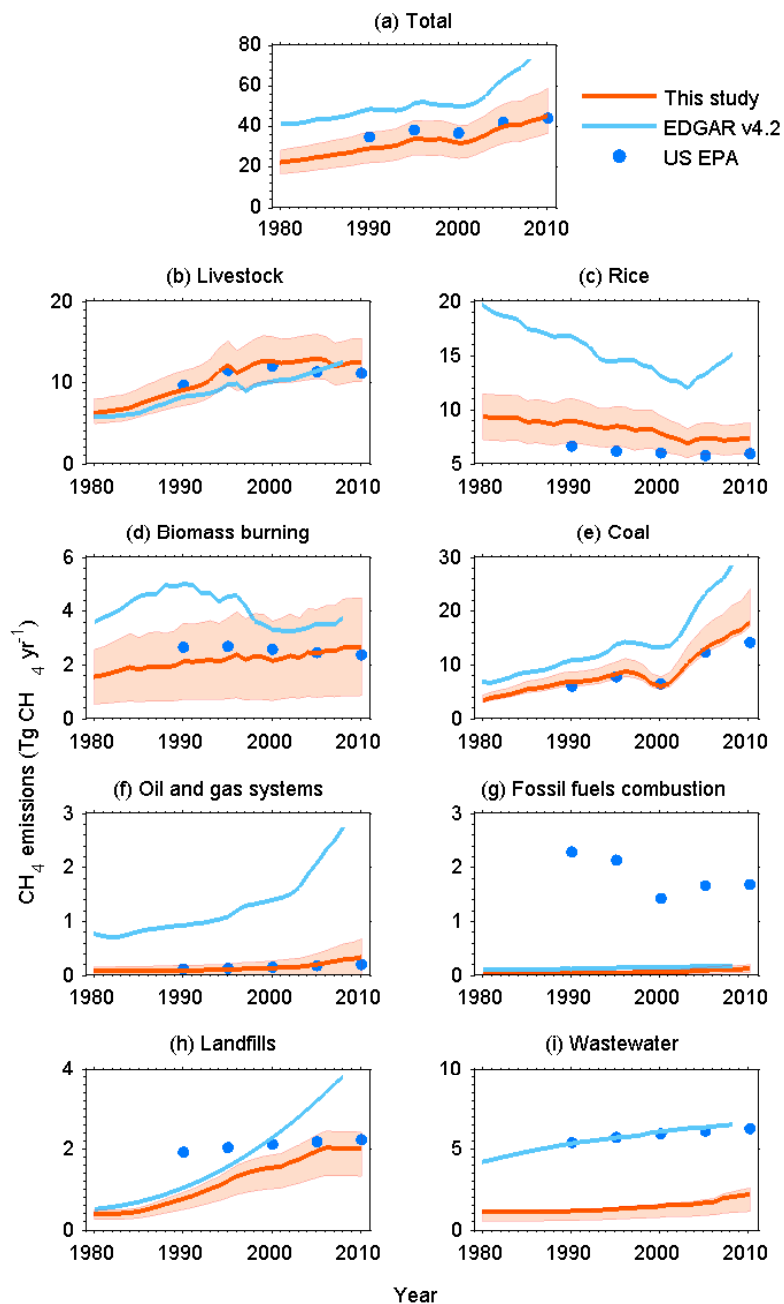 (a) Total
80
60
40
20
0
1980 1990 2000 2010
This study
EDGAR v4.2
US EPA
(b) Livestock
20
10
0
1980 1990 2000 2010
(c) Rice
20
15
10
5
1980 1990 2000 2010
(d) Biomass burning
6
4
2
0
1980 1990 2000 2010
(e) Coal
30
20
10
0
1980 1990 2000 2010
(f) Oil and gas systems
3
2
1
0
1980 1990 2000 2010
(g) Fossil fuels combustion
3
2
1
0
1980 1990 2000 2010
(h) Landfills
4
2
0
1980 1990 2000 2010
(i) Wastewater
10
5
0
1980 1990 2000 2010
CH4 emissions (Tg CH 4 yr-1)
Year